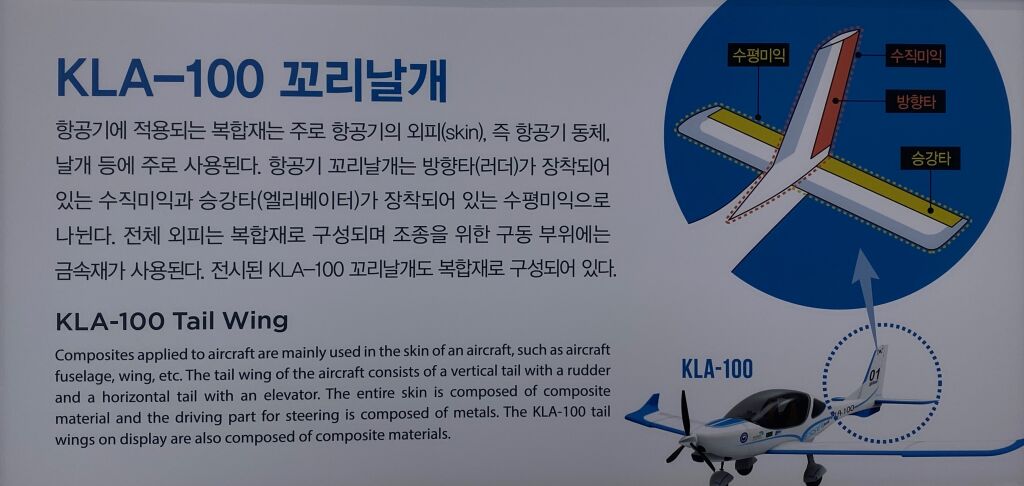 KLA-100 꼬리날개
항공기에 적용되는 복합재는 주로 항공기의 외피(skin), 즉 항공기 동체,
날개 등에 주로 사용된다. 항공기 꼬리날개는 방향타(러더)가 장착되어
있는 수직미익과 승강타(엘리베이터)가 장착되어 있는 수평미익으로
나뉜다. 전체 외피는 복합재로 구성되며 조종을 위한 구동 부위에는
금속재가 사용된다. 전시된 KLA-100 꼬리날개도 복합재로 구성되어 있다.
KLA-100 Tail Wing
Composites applied to aircraft are mainly used in the skin of an aircraft, such as aircraft
fuselage, wing, etc. The tail wing of the aircraft consists of a vertical tail with a rudder
and a horizontal tail with an elevator. The entire skin is composed of composite
material and the driving part for steering is composed of metals. The KLA-100 tail
wings on display are also composed of composite materials.
수평미익
수직미익
방향타
승강타
KLA-100
01